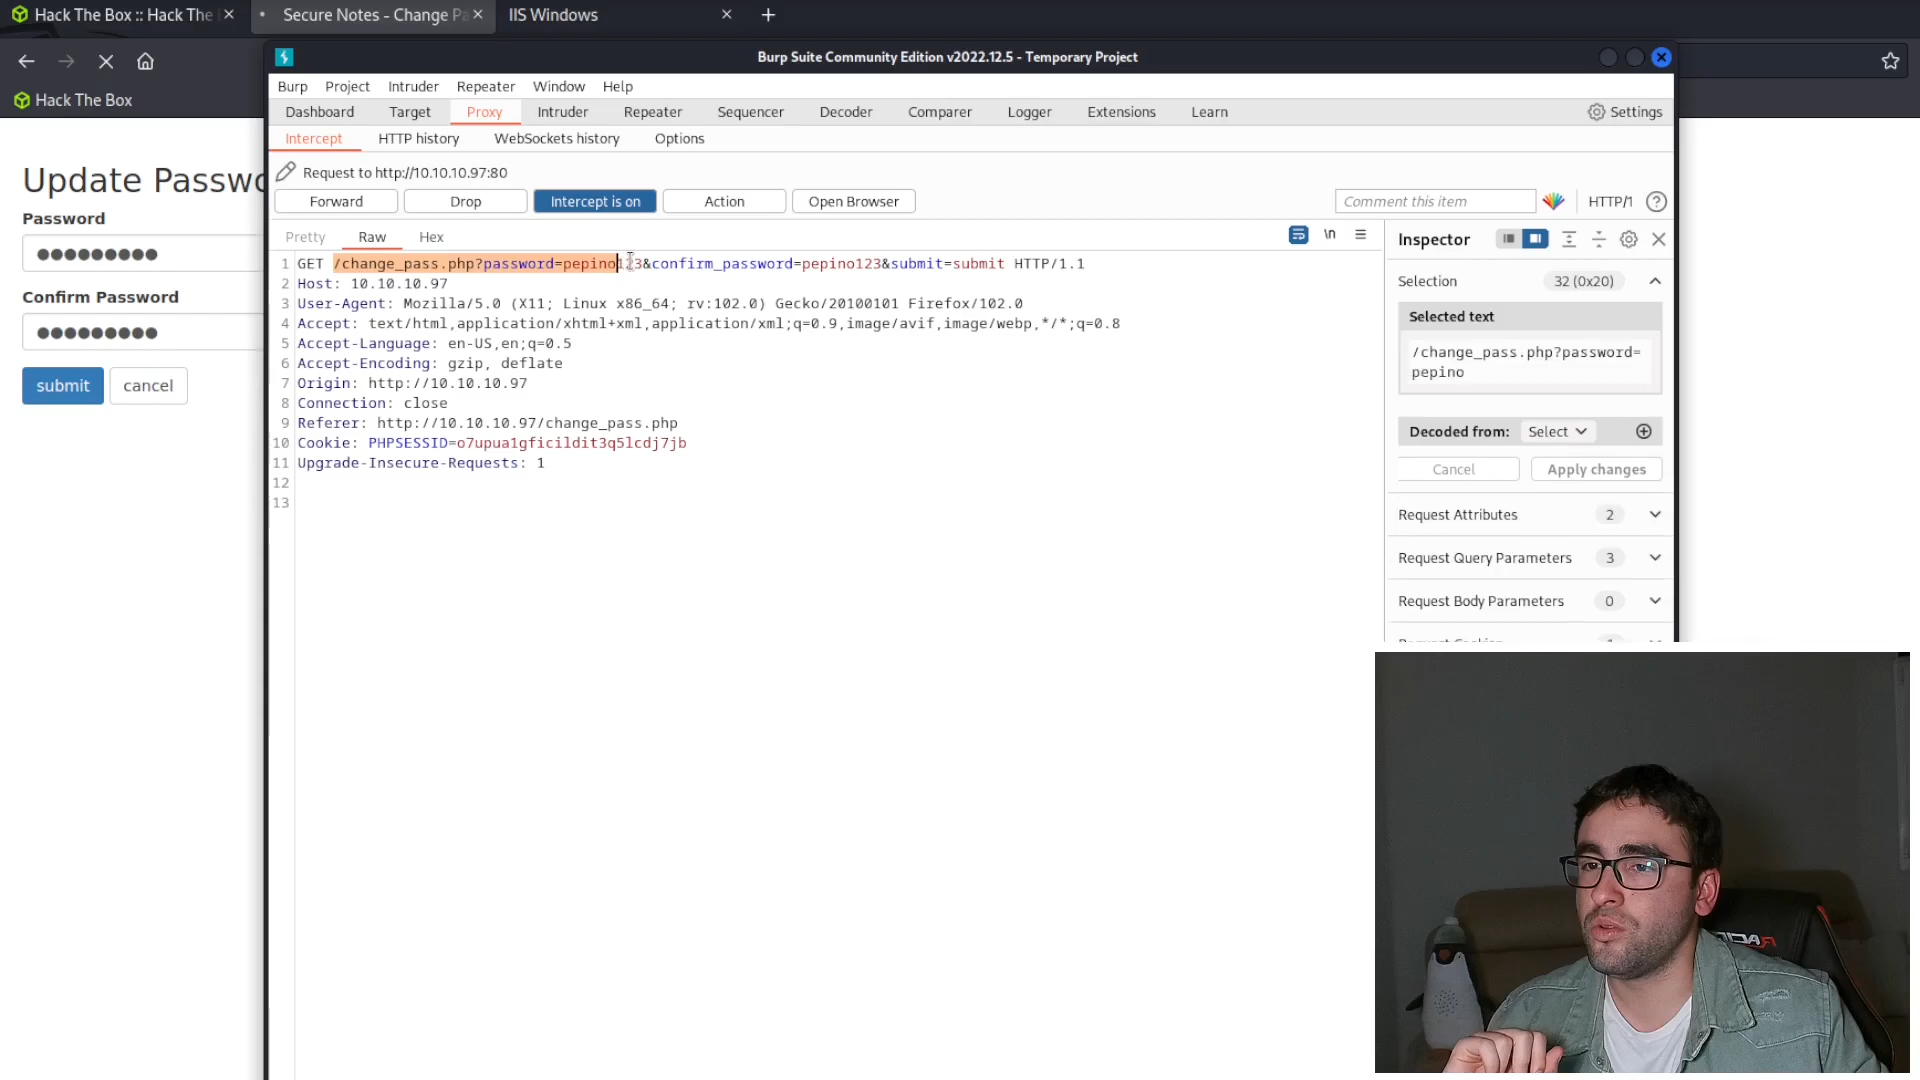 Hack The Box :: Hack The
Secure Notes - Change Pa
IIS Windows
Hack The Box
Burp Suite Community Edition v2022.12.5 - Temporary Project
Burp Project Intruder Repeater Window Help
Dashboard Target Proxy Intruder Repeater Sequencer Decoder Comparer Logger Extensions Learn Settings
Intercept HTTP history WebSockets history Options
Request to http://10.10.10.97:80
Forward Drop Intercept is on Action Open Browser Comment this item HTTP/1
Pretty Raw Hex \n
Update Passwo
Password
●●●●●●●●●
Confirm Password
●●●●●●●●●
submit cancel
1 GET /change_pass.php?password=pepino123&confirm_password=pepino123&submit=submit HTTP/1.1
2 Host: 10.10.10.97
3 User-Agent: Mozilla/5.0 (X11; Linux x86_64; rv:102.0) Gecko/20100101 Firefox/102.0
4 Accept: text/html,application/xhtml+xml,application/xml;q=0.9,image/avif,image/webp,*/*;q=0.8
5 Accept-Language: en-US,en;q=0.5
6 Accept-Encoding: gzip, deflate
7 Origin: http://10.10.10.97
8 Connection: close
9 Referer: http://10.10.10.97/change_pass.php
10 Cookie: PHPSESSID=o7upua1gficildit3q5lcdj7jb
11 Upgrade-Insecure-Requests: 1
12
13
Inspector
Selection 32 (0x20)
Selected text
/change_pass.php?password=
pepino
Decoded from: Select
Cancel Apply changes
Request Attributes 2
Request Query Parameters 3
Request Body Parameters 0